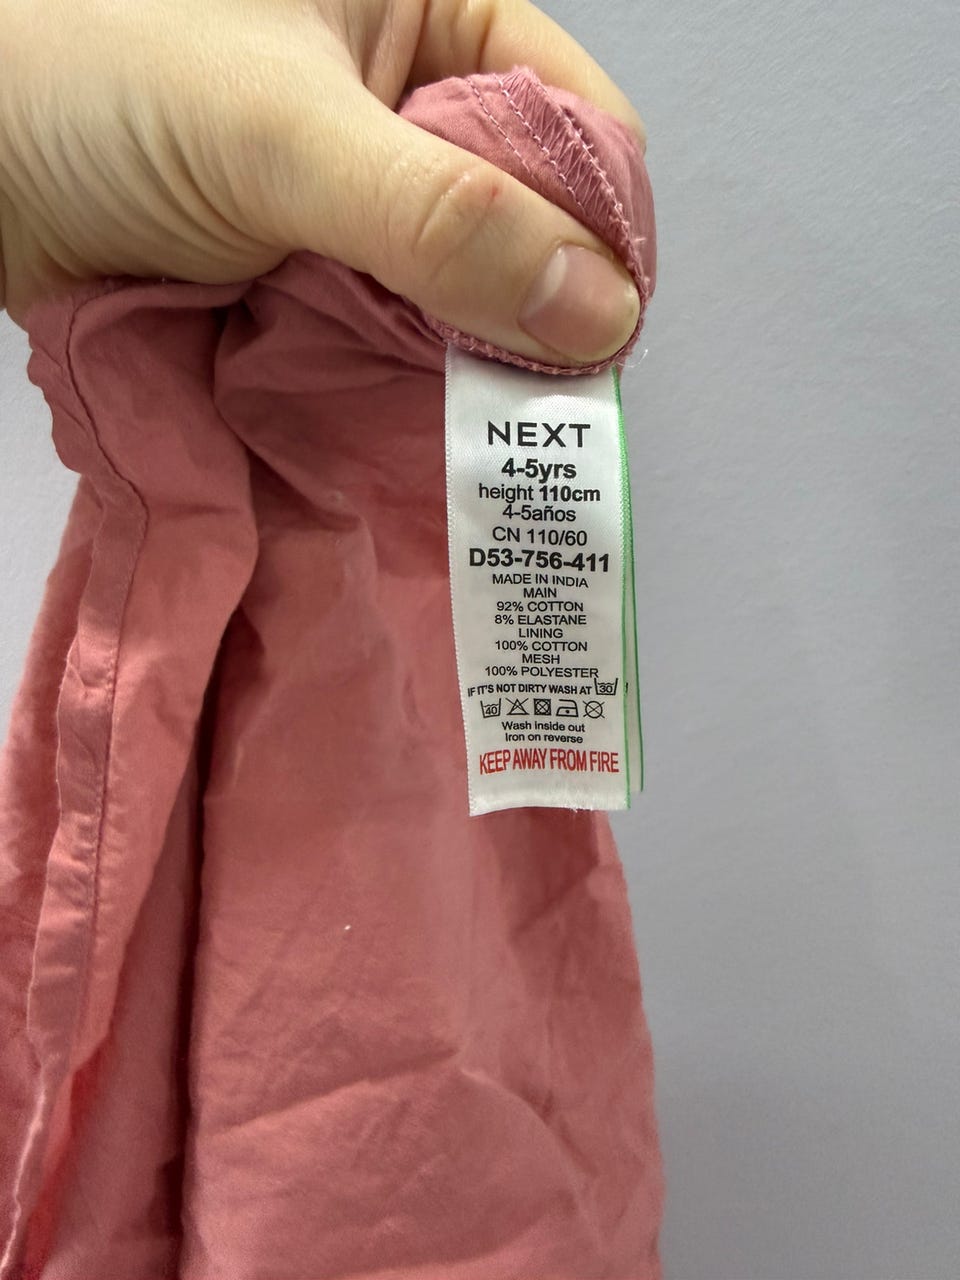 NEXT
4-5yrs
height 110cm
4-5años
CN 110/60
D53-756-411
MADE IN INDIA
MAIN
92% COTTON
8% ELASTANE
LINING
100% COTTON
MESH
100% POLYESTER
IF IT'S NOT DIRTY WASH AT 30
40
Wash inside out
Iron on reverse
KEEP AWAY FROM FIRE